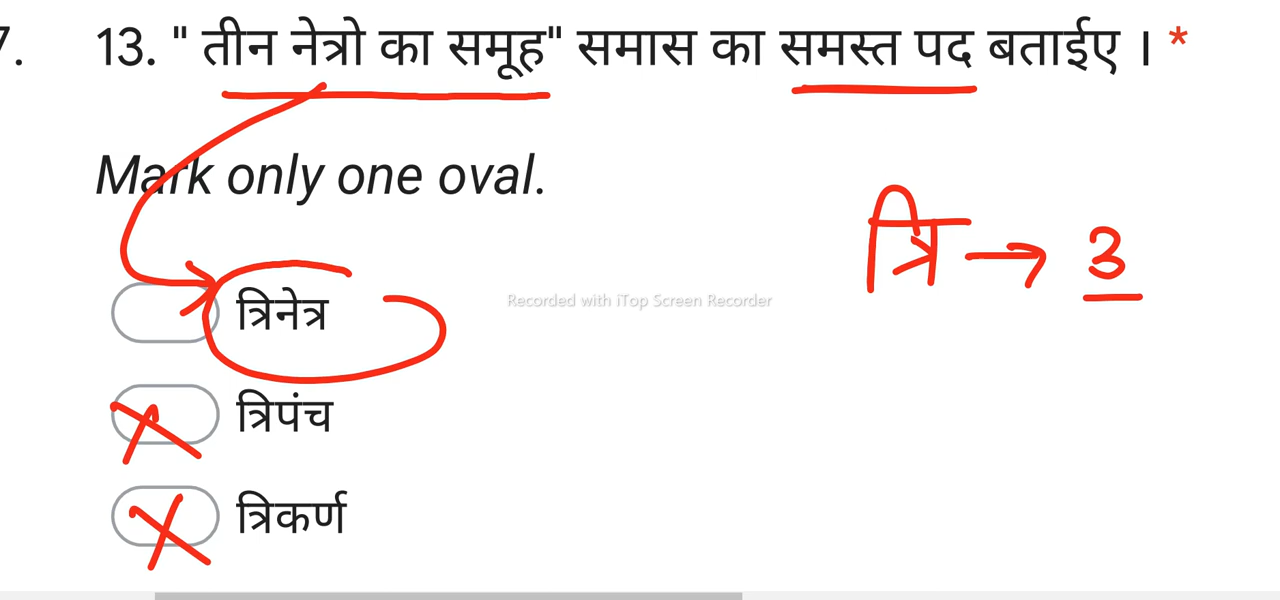 7. 13. " तीन नेत्रो का समूह" समास का समस्त पद बताईए । *
Mark only one oval.
त्रि → 3
त्रिनेत्र
Recorded with iTop Screen Recorder
त्रिपंच
त्रिकर्ण